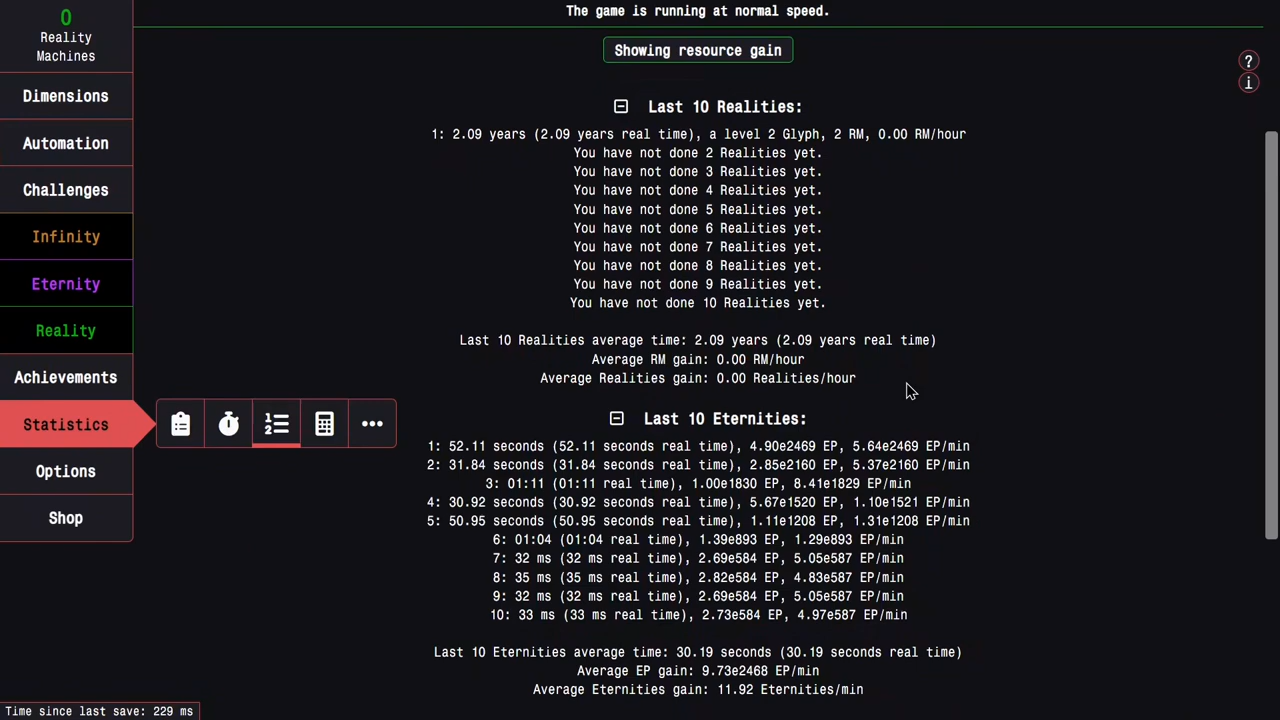 The game is running at normal speed.
0
Reality
Machines
Showing resource gain
?
i
Dimensions
Automation
Challenges
Infinity
Eternity
Reality
Achievements
Statistics
Options
Shop
1
2
Last 10 Realities:
1: 2.09 years (2.09 years real time), a level 2 Glyph, 2 RM, 0.00 RM/hour
You have not done 2 Realities yet.
You have not done 3 Realities yet.
You have not done 4 Realities yet.
You have not done 5 Realities yet.
You have not done 6 Realities yet.
You have not done 7 Realities yet.
You have not done 8 Realities yet.
You have not done 9 Realities yet.
You have not done 10 Realities yet.
Last 10 Realities average time: 2.09 years (2.09 years real time)
Average RM gain: 0.00 RM/hour
Average Realities gain: 0.00 Realities/hour
Last 10 Eternities:
1: 52.11 seconds (52.11 seconds real time), 4.90e2469 EP, 5.64e2469 EP/min
2: 31.84 seconds (31.84 seconds real time), 2.85e2160 EP, 5.37e2160 EP/min
3: 01:11 (01:11 real time), 1.00e1830 EP, 8.41e1829 EP/min
4: 30.92 seconds (30.92 seconds real time), 5.67e1520 EP, 1.10e1521 EP/min
5: 50.95 seconds (50.95 seconds real time), 1.11e1208 EP, 1.31e1208 EP/min
6: 01:04 (01:04 real time), 1.39e893 EP, 1.29e893 EP/min
7: 32 ms (32 ms real time), 2.69e584 EP, 5.05e587 EP/min
8: 35 ms (35 ms real time), 2.82e584 EP, 4.83e587 EP/min
9: 32 ms (32 ms real time), 2.69e584 EP, 5.05e587 EP/min
10: 33 ms (33 ms real time), 2.73e584 EP, 4.97e587 EP/min
Last 10 Eternities average time: 30.19 seconds (30.19 seconds real time)
Average EP gain: 9.73e2468 EP/min
Average Eternities gain: 11.92 Eternities/min
Time since last save: 229 ms